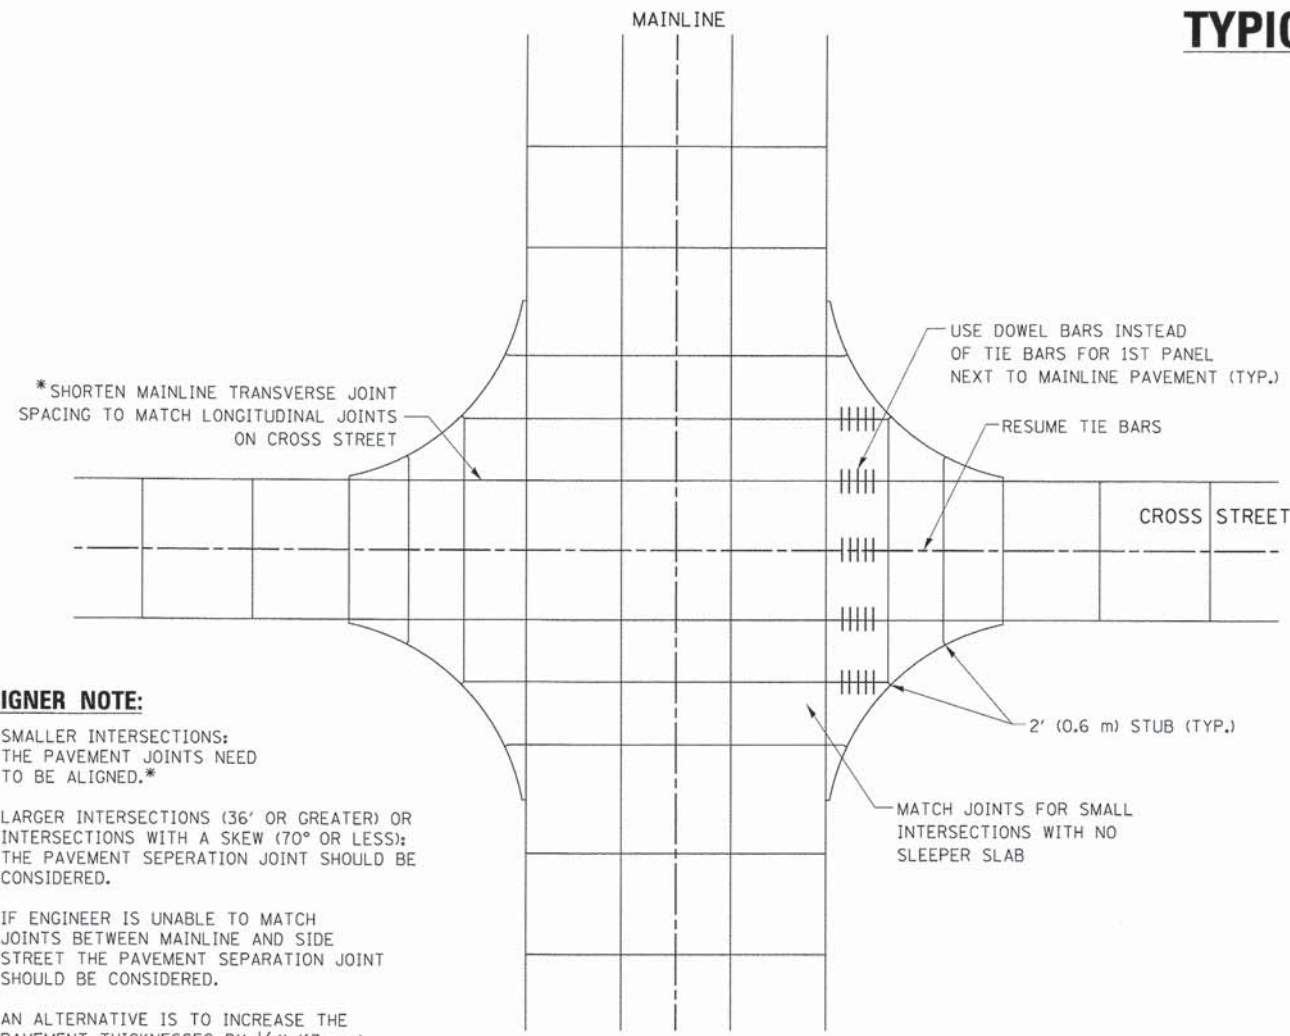 MAINLINE
TYPIC
USE DOWEL BARS INSTEAD
OF TIE BARS FOR 1ST PANEL
NEXT TO MAINLINE PAVEMENT (TYP.)
*SHORTEN MAINLINE TRANSVERSE JOINT
SPACING TO MATCH LONGITUDINAL JOINTS
ON CROSS STREET
RESUME TIE BARS
CROSS STREET
IGNER NOTE:
SMALLER INTERSECTIONS:
THE PAVEMENT JOINTS NEED
TO BE ALIGNED.*
2' (0.6 m) STUB (TYP.)
LARGER INTERSECTIONS (36' OR GREATER) OR
INTERSECTIONS WITH A SKEW (70° OR LESS):
THE PAVEMENT SEPERATION JOINT SHOULD BE
CONSIDERED.
MATCH JOINTS FOR SMALL
INTERSECTIONS WITH NO
SLEEPER SLAB
IF ENGINEER IS UNABLE TO MATCH
JOINTS BETWEEN MAINLINE AND SIDE
STREET THE PAVEMENT SEPARATION JOINT
SHOULD BE CONSIDERED.
AN ALTERNATIVE IS TO INCREASE THE
PAVEMENT THICKNESSES BY